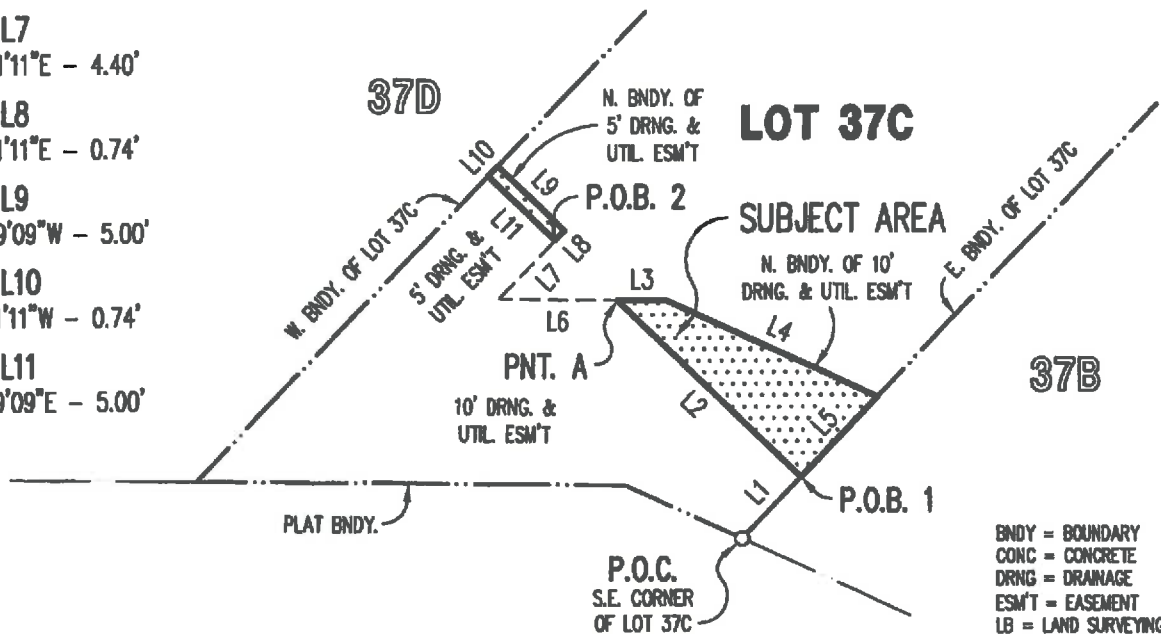 L7
1'11"E - 4.40'
L8
1'11"E - 0.74'
L9
9'09"W - 5.00'
L10
1'11"W - 0.74'
L11
9'09"E - 5.00'
37D
N. BNDY. OF
5' DRNG. &
UTIL. ESM'T
LOT 37C
L10
L9
P.O.B. 2
L11
L8
W. BNDY. OF LOT 37C
5' DRNG. &
UTIL. ESM'T
L7
L6
L3
SUBJECT AREA
N. BNDY. OF 10'
DRNG. & UTIL. ESM'T
E. BNDY. OF LOT 37C
L4
PNT. A
37B
10' DRNG. &
UTIL. ESM'T
L2
L5
L1
P.O.B. 1
PLAT BNDY.
P.O.C.
S.E. CORNER
OF LOT 37C
BNDY = BOUNDARY
CONC = CONCRETE
DRNG = DRAINAGE
ESM'T = EASEMENT
LB = LAND SURVEYING